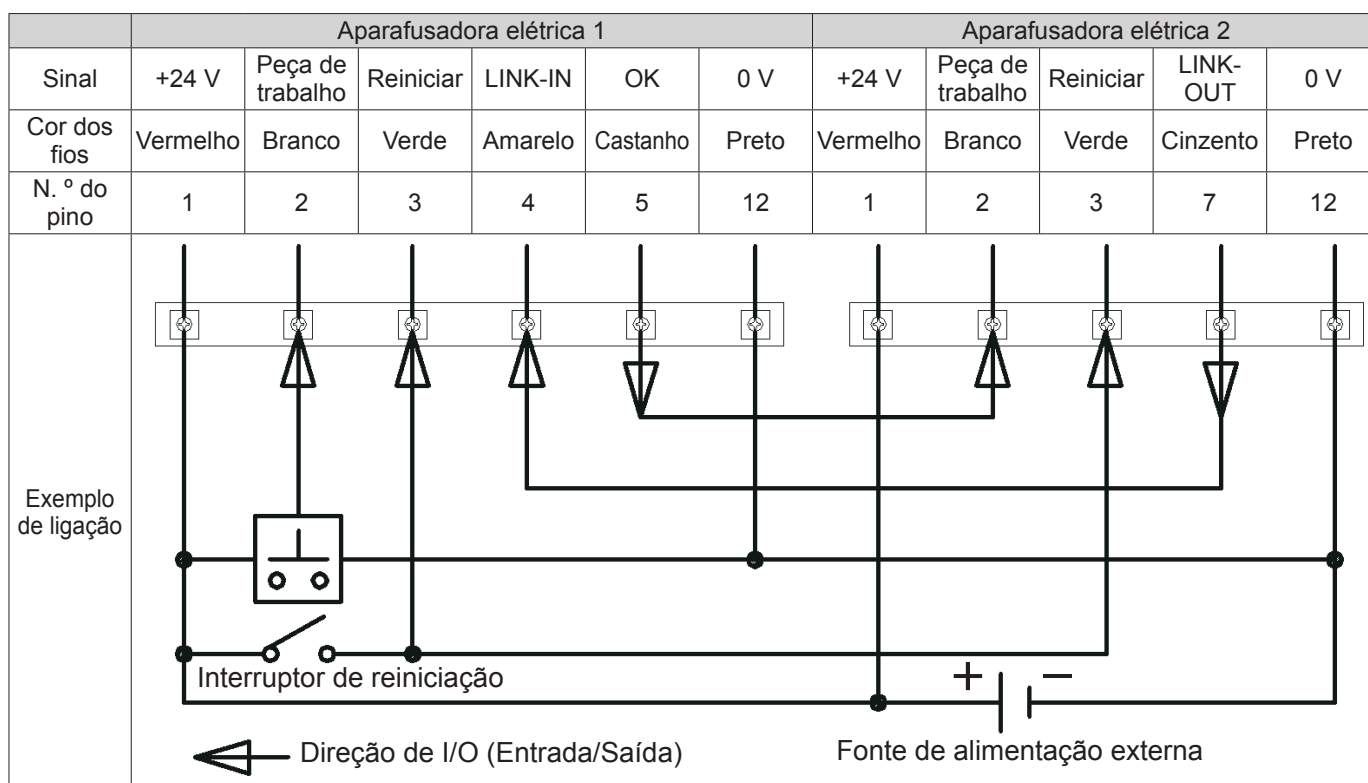 Aparafusadora elétrica 1 Aparafusadora elétrica 2
Sinal +24 V Peça de trabalho Reiniciar LINK-IN OK 0 V +24 V Peça de trabalho Reiniciar LINK-OUT 0 V
Cor dos fios Vermelho Branco Verde Amarelo Castanho Preto Vermelho Branco Verde Cinzento Preto
N. º do pino 1 2 3 4 5 12 1 2 3 7 12
Exemplo
de ligação
Interruptor de reiniciação
+ −
Direção de I/O (Entrada/Saída)
Fonte de alimentação externa